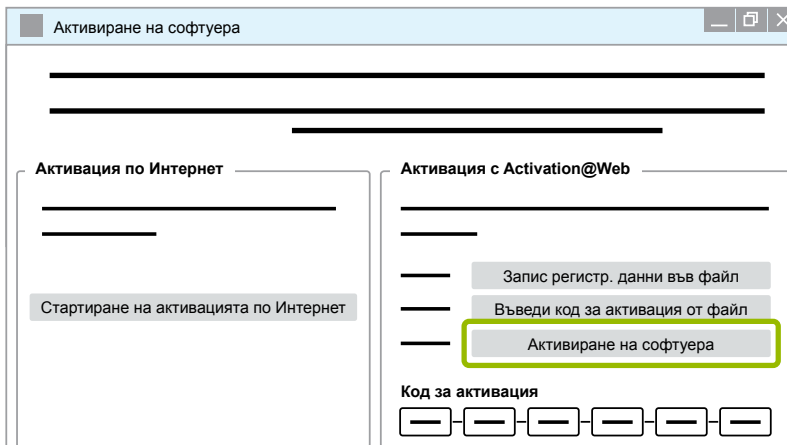 Активиране на софтуера
Активация по Интернет
Стартиране на активацията по Интернет
Активация с Activation@Web
Запис регистр. данни във файл
Въведи код за активация от файл
Активиране на софтуера
Код за активация